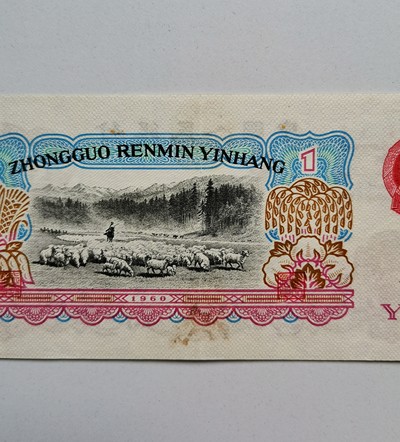 ZHONGGUO RENMIN YINHANG
1
1960
Y